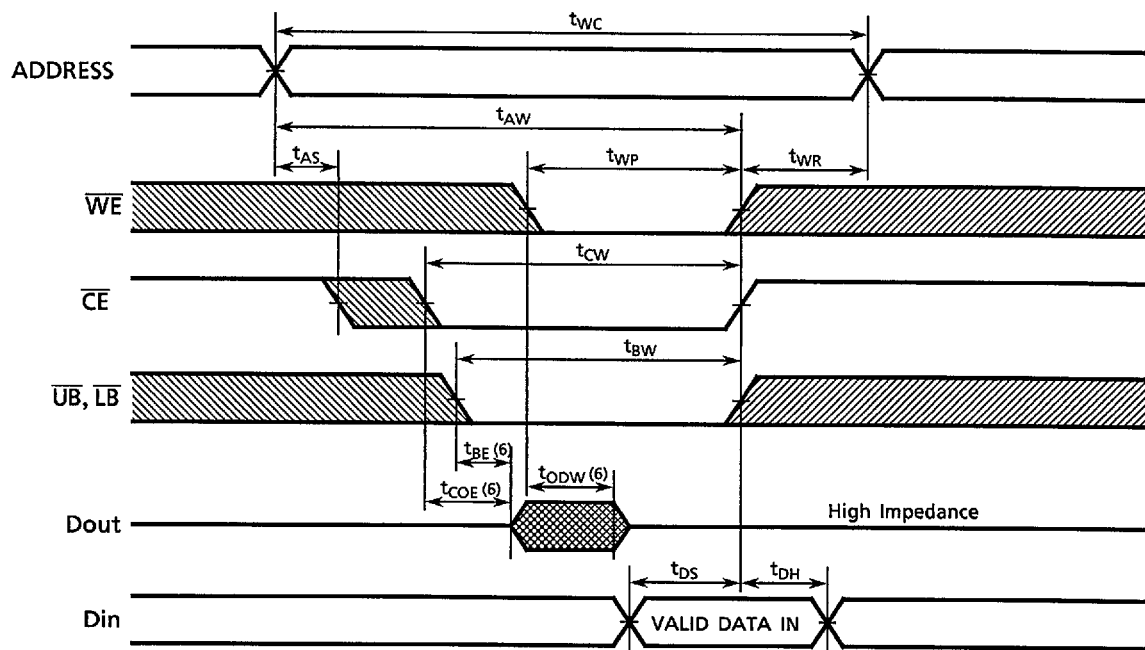 tWC
ADDRESS
tAW
tAS
tWP
tWR
WE
tCW
CE
tBW
UB, LB
tBE (6)
tCOE (6)
tODW (6)
Dout
High Impedance
tDS
tDH
Din
VALID DATA IN